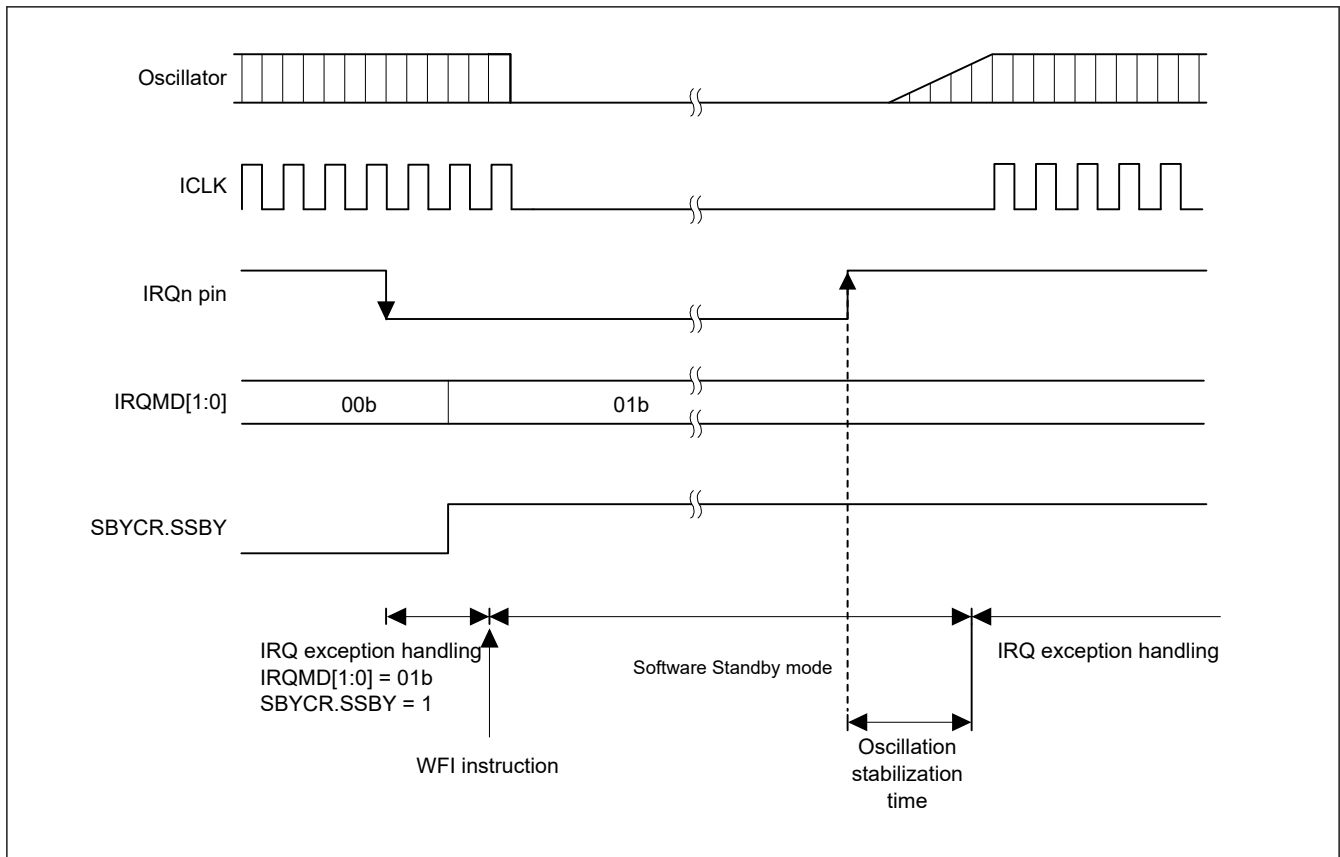 Oscillator
ICLK
IRQn pin
IRQMD[1:0]
00b
01b
SBYCR.SSBY
IRQ exception handling
IRQMD[1:0] = 01b
SBYCR.SSBY = 1
WFI instruction
Software Standby mode
Oscillation
stabilization
time
IRQ exception handling